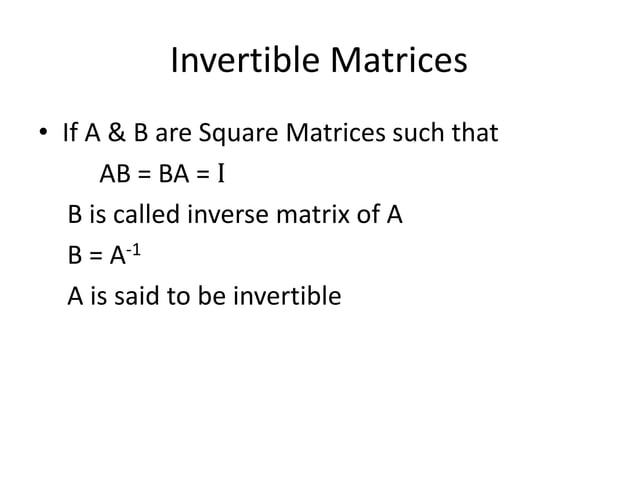 Invertible Matrices
• If A & B are Square Matrices such that
AB = BA = I
B is called inverse matrix of A
B = A⁻¹
A is said to be invertible